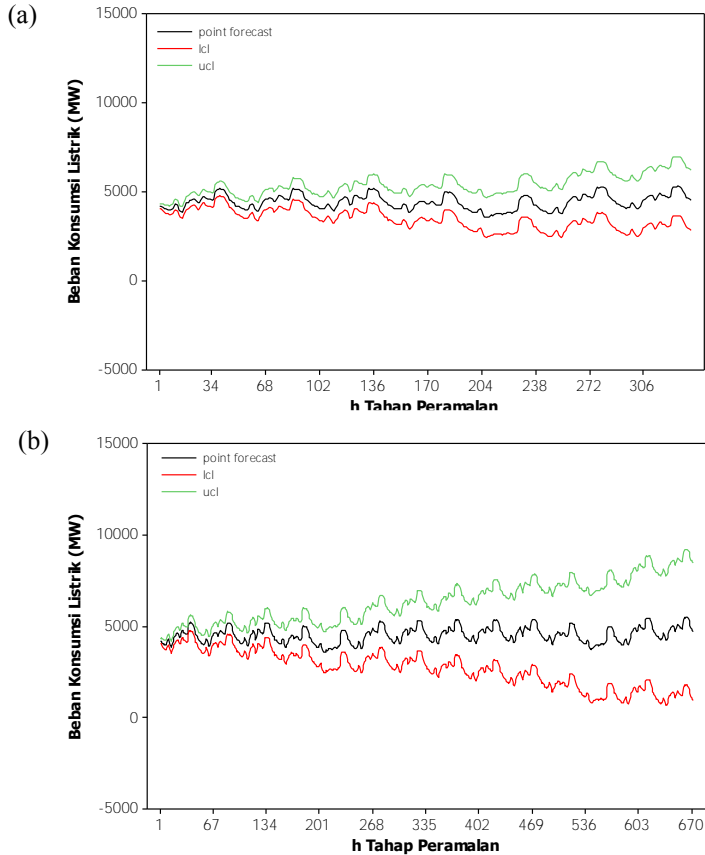 (a)
point forecast
lcl
ucl
15000
10000
5000
0
-5000
Beban Konsumsi Listrik (MW)
1 34 68 102 136 170 204 238 272 306
h Tahap Peramalan
(b)
point forecast
lcl
ucl
15000
10000
5000
0
-5000
Beban Konsumsi Listrik (MW)
1 67 134 201 268 335 402 469 536 603 670
h Tahap Peramalan